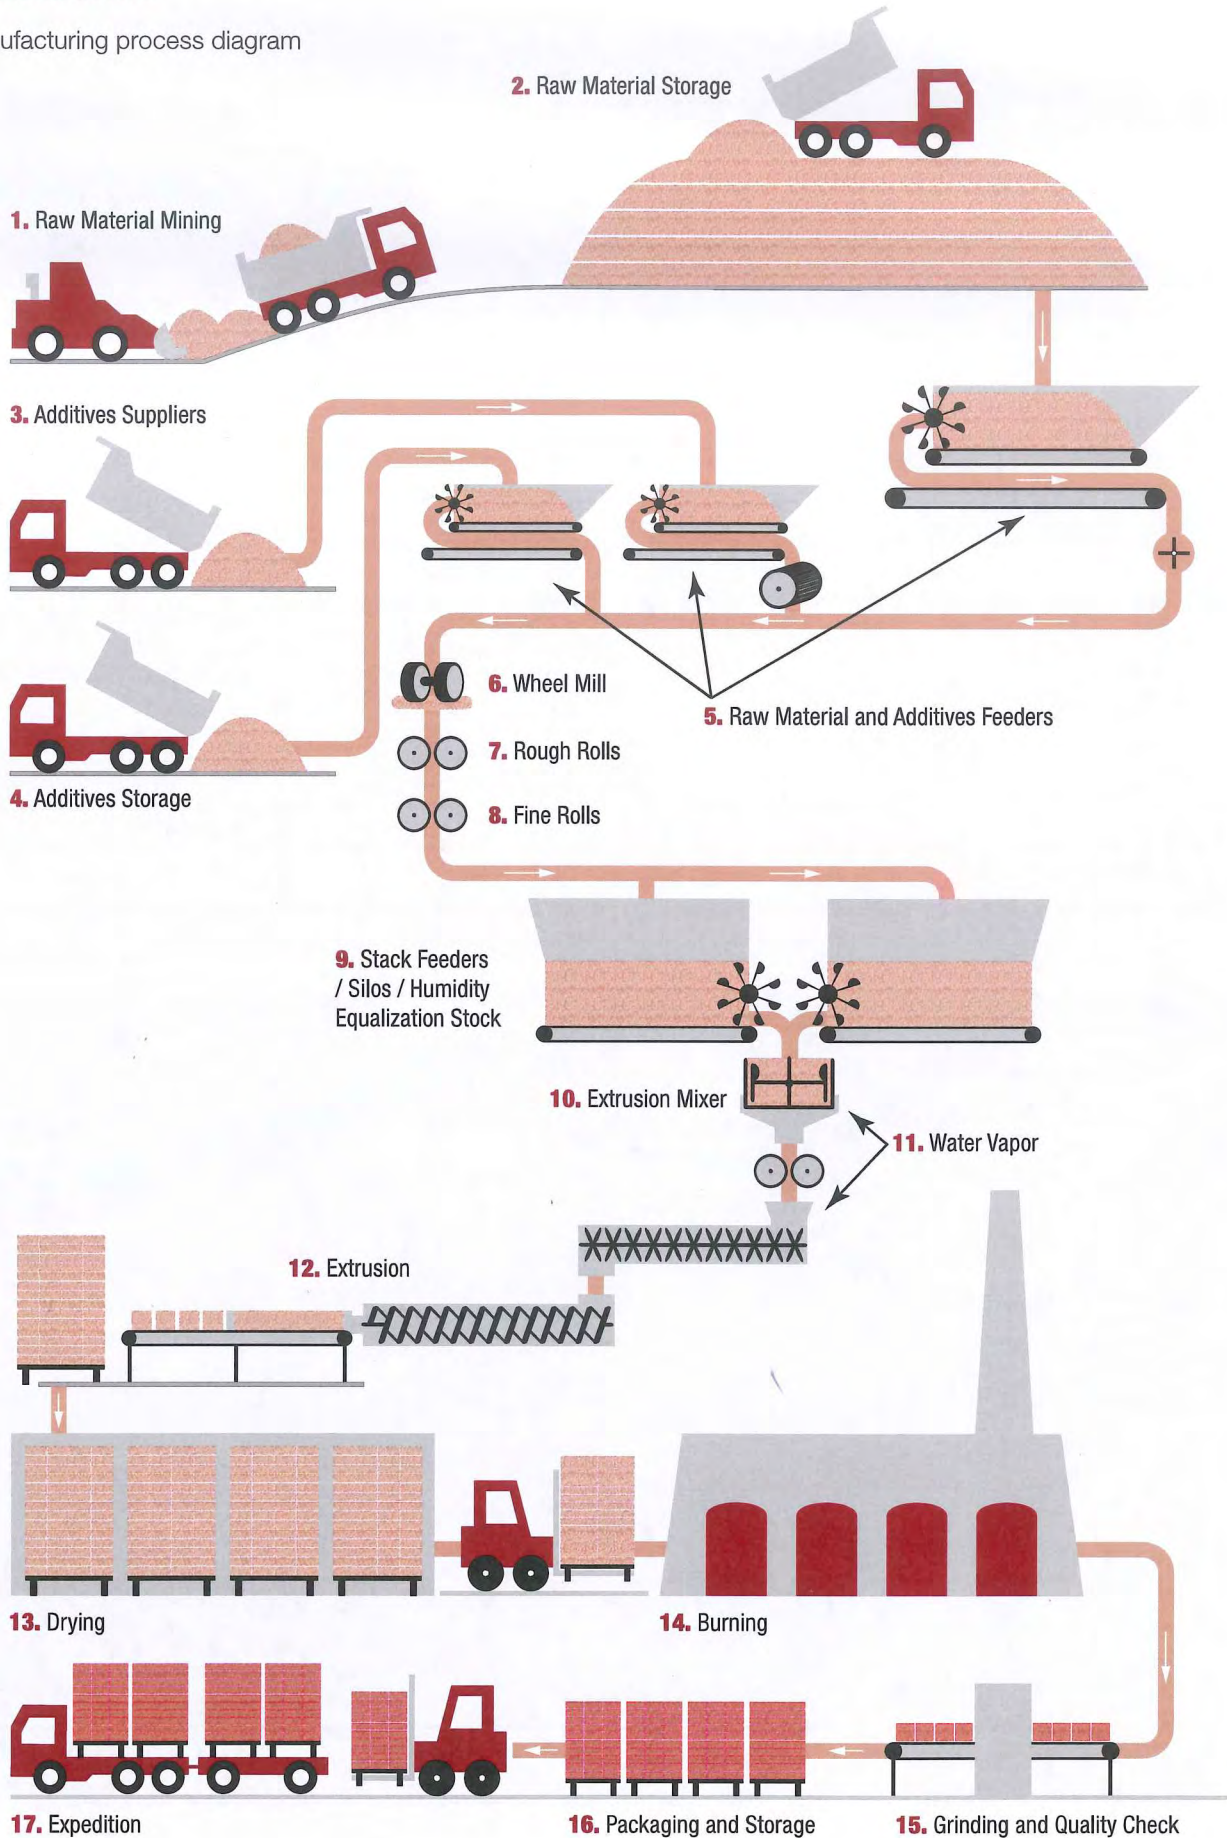 ufacturing process diagram
2. Raw Material Storage
1. Raw Material Mining
3. Additives Suppliers
4. Additives Storage
5. Raw Material and Additives Feeders
6. Wheel Mill
7. Rough Rolls
8. Fine Rolls
9. Stack Feeders
/ Silos / Humidity
Equalization Stock
10. Extrusion Mixer
11. Water Vapor
12. Extrusion
13. Drying
14. Burning
17. Expedition
16. Packaging and Storage
15. Grinding and Quality Check